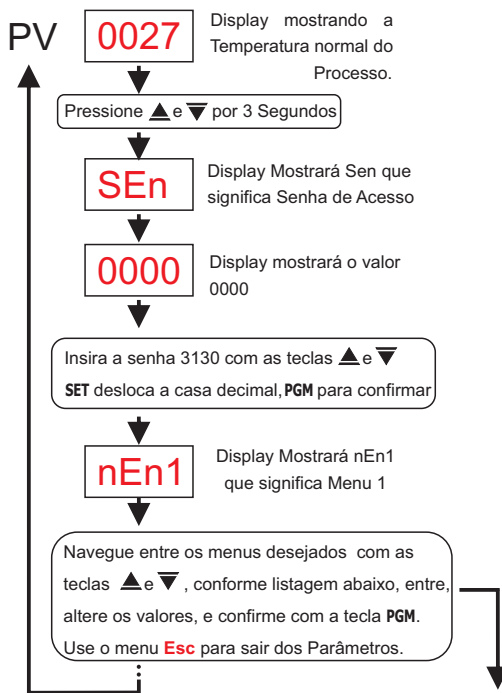 PV 0027
Display mostrando a
Temperatura normal do
Processo.
Pressione ▲ e ▼ por 3 Segundos
SEn
Display Mostrará Sen que
significa Senha de Acesso
0000
Display mostrará o valor
0000
Insira a senha 3130 com as teclas ▲ e ▼
SET desloca a casa decimal, PGM para confirmar
nEn1
Display Mostrará nEn1
que significa Menu 1
Navegue entre os menus desejados com as
teclas ▲ e ▼ , conforme listagem abaixo, entre,
altere os valores, e confirme com a tecla PGM.
Use o menu Esc para sair dos Parâmetros.